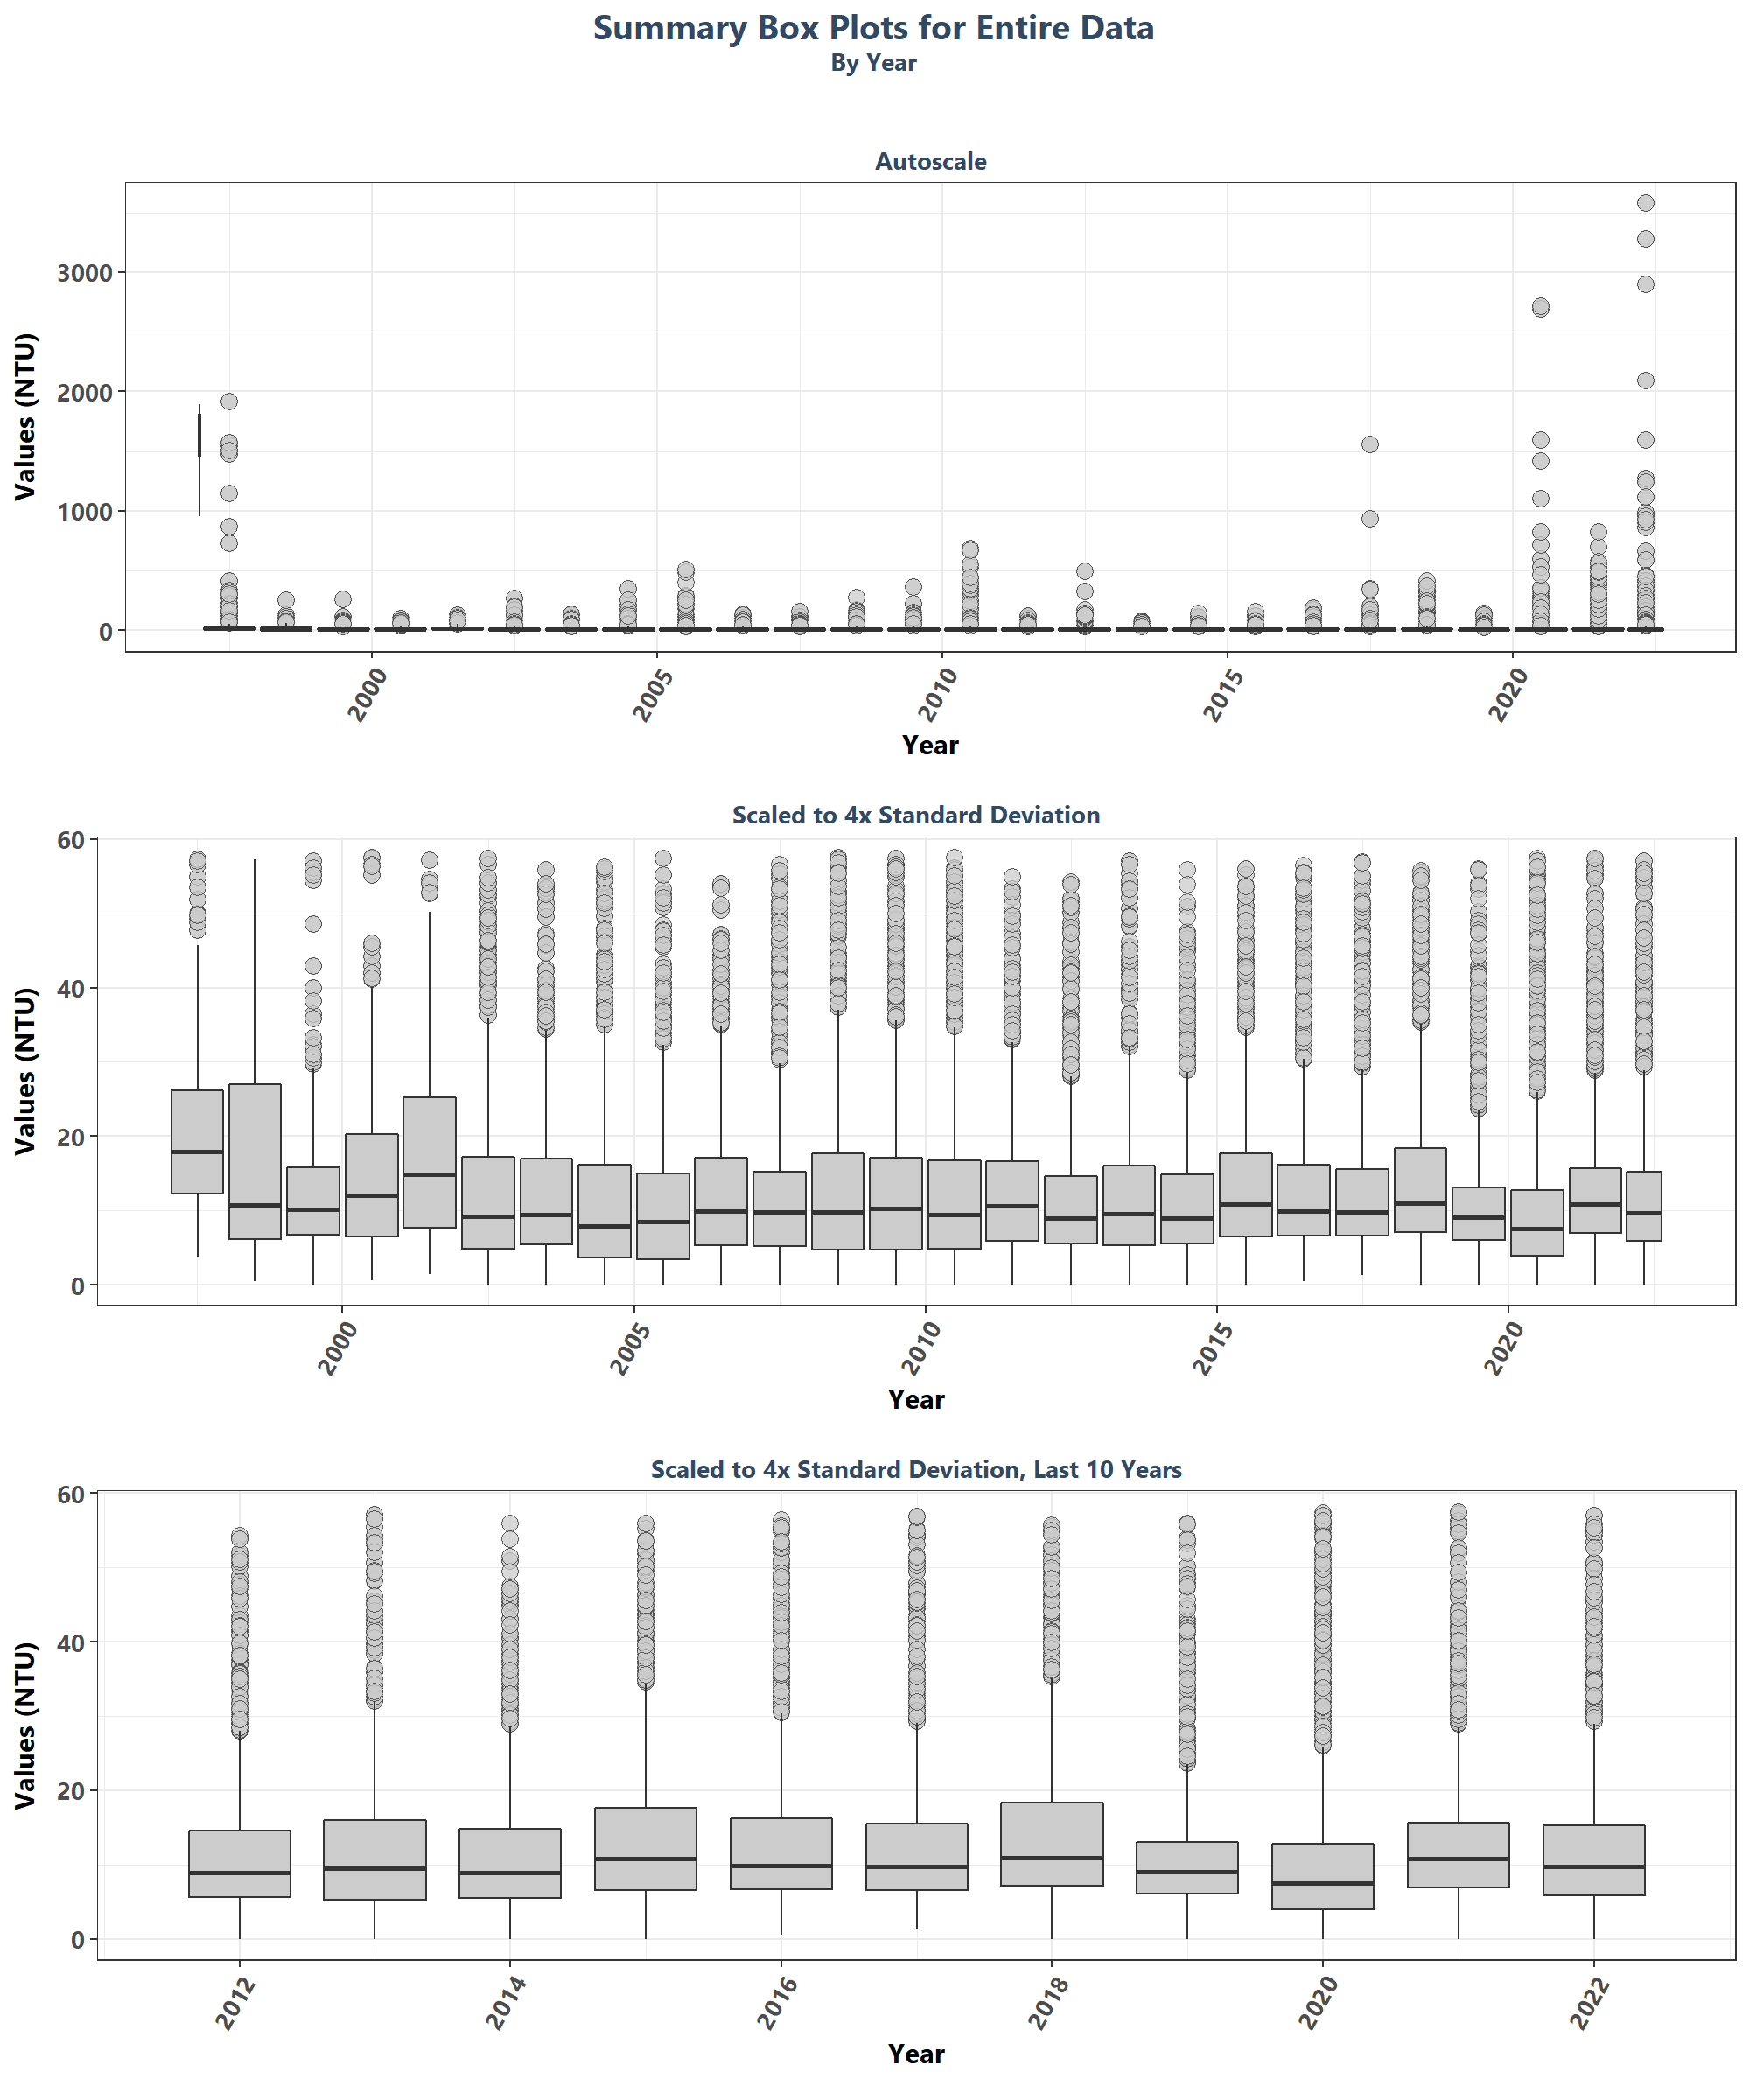 Summary Box Plots for Entire Data
By Year
Autoscale
Values (NTU)
3000
2000
1000
0
2000 2005 2010 2015 2020
Year
Scaled to 4x Standard Deviation
Values (NTU)
60
40
20
0
2000 2005 2010 2015 2020
Year
Scaled to 4x Standard Deviation, Last 10 Years
Values (NTU)
60
40
20
0
2012 2014 2016 2018 2020 2022
Year